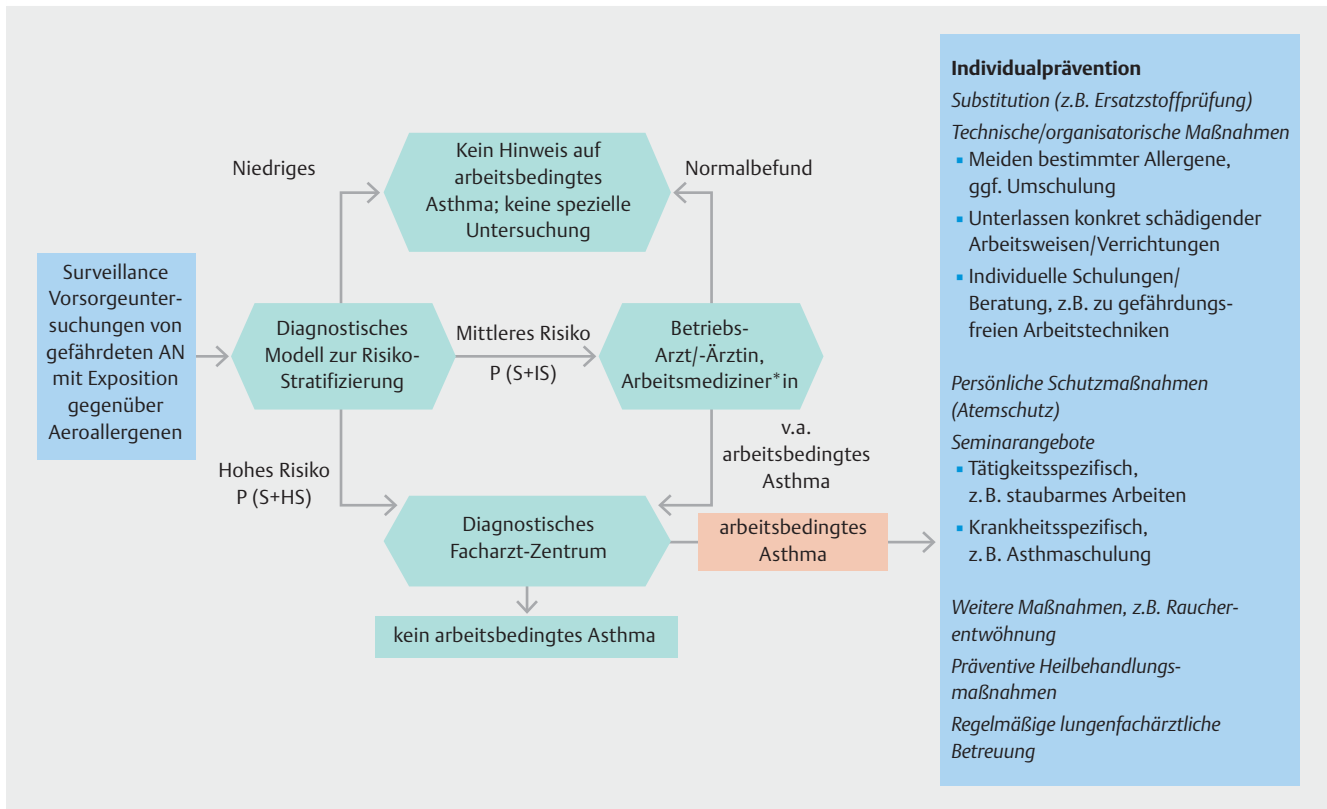 Surveillance
Vorsorgeunter-
suchungen von
gefährdeten AN
mit Exposition
gegenüber
Aeroallergenen
Niedriges
Kein Hinweis auf
arbeitsbedingtes
Asthma; keine spezielle
Untersuchung
Normalbefund
Diagnostisches
Modell zur Risiko-
Stratifizierung
Mittleres Risiko
P (S+IS)
Betriebs-
Arzt/-Ärztin,
Arbeitsmediziner*in
Hohes Risiko
P (S+HS)
v.a.
arbeitsbedingtes
Asthma
Diagnostisches
Facharzt-Zentrum
arbeitsbedingtes
Asthma
kein arbeitsbedingtes Asthma
Individualprävention
Substitution (z.B. Ersatzstoffprüfung)
Technische/organisatorische Maßnahmen
▪ Meiden bestimmter Allergene,
ggf. Umschulung
▪ Unterlassen konkret schädigender
Arbeitsweisen/Verrichtungen
▪ Individuelle Schulungen/
Beratung, z.B. zu gefährdungs-
freien Arbeitstechniken
Persönliche Schutzmaßnahmen
(Atemschutz)
Seminarangebote
▪ Tätigkeitsspezifisch,
z.B. staubarmes Arbeiten
▪ Krankheitsspezifisch,
z.B. Asthmaschulung
Weitere Maßnahmen, z.B. Raucher-
entwöhnung
Präventive Heilbehandlungs-
maßnahmen
Regelmäßige lungenfachärztliche
Betreuung